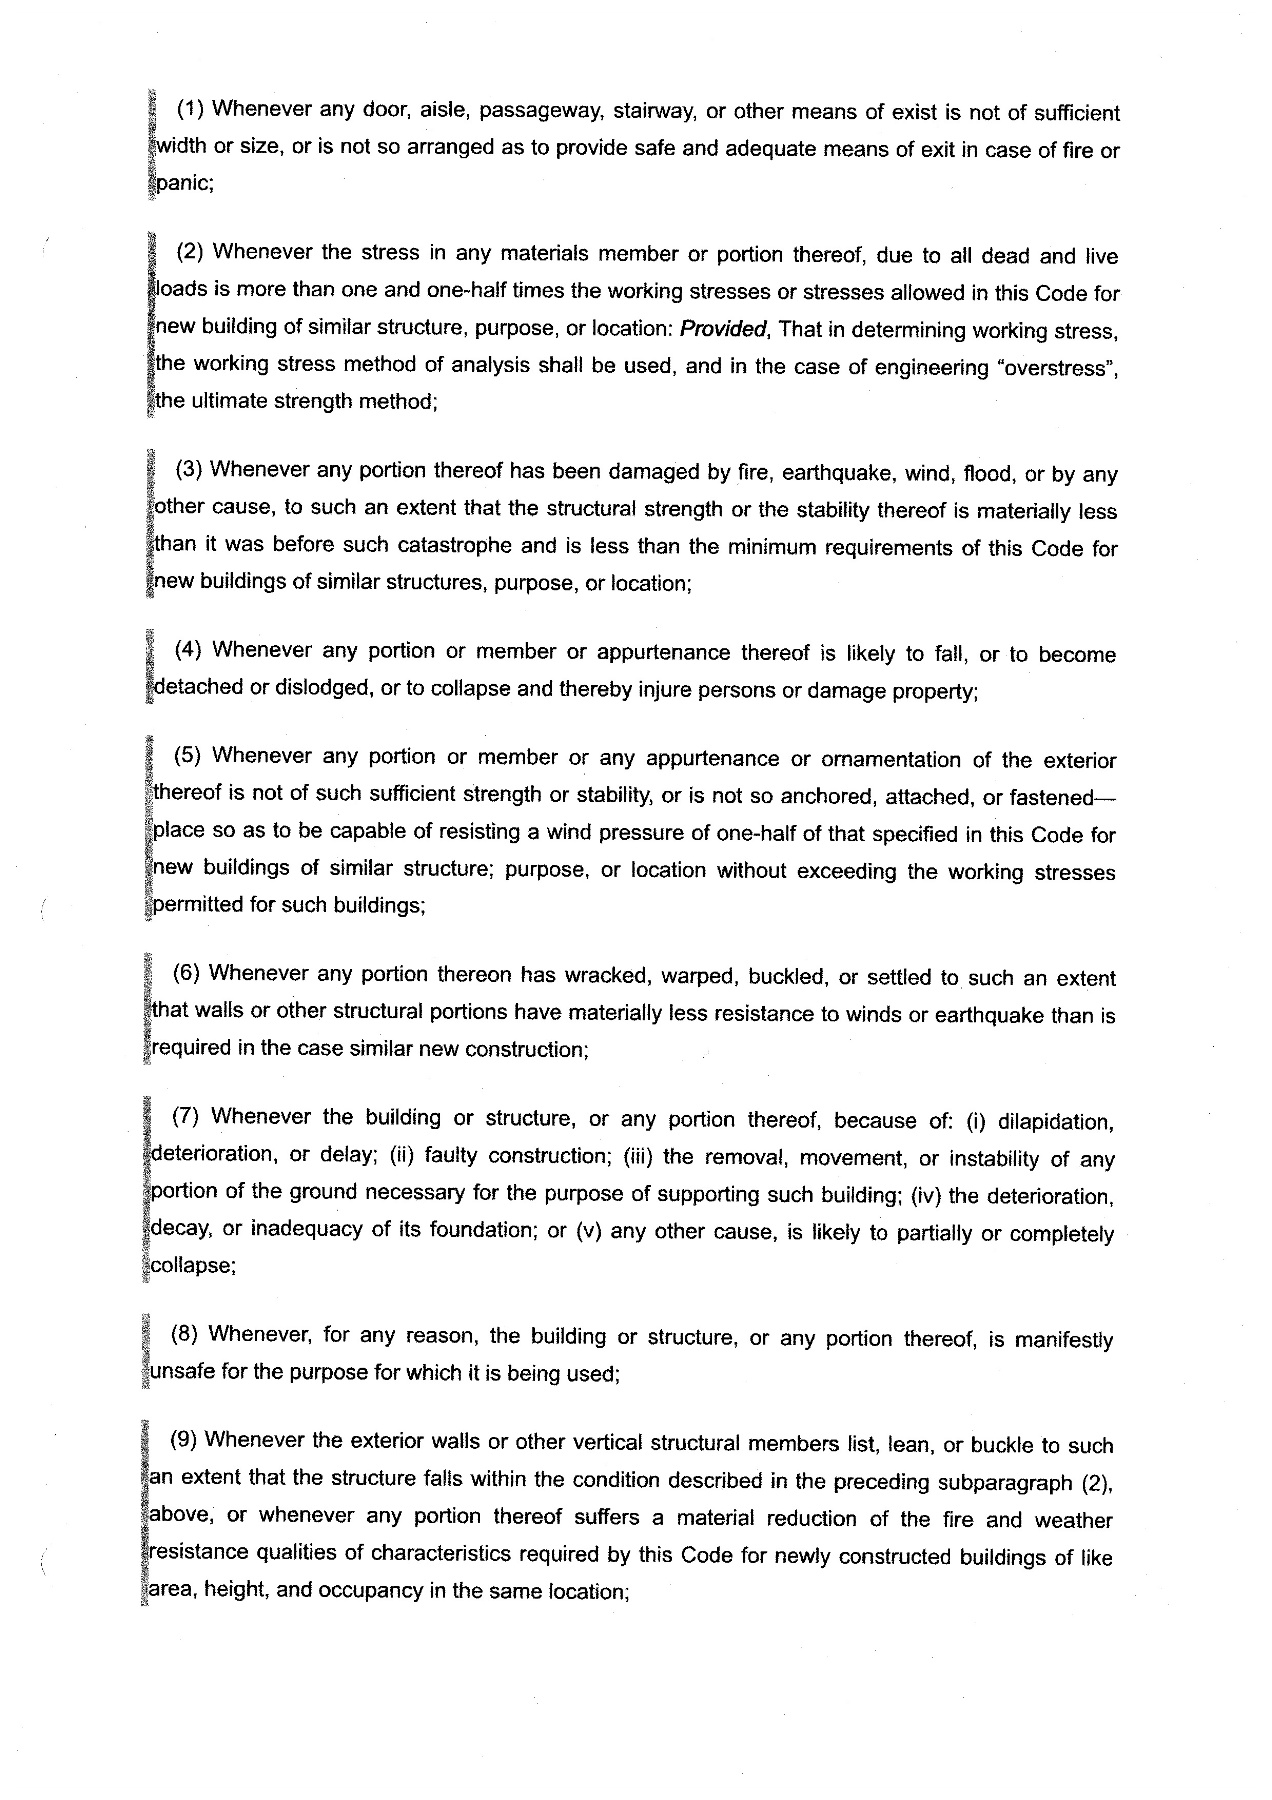 (1) Whenever any door, aisle, passageway, stairway, or other means of exist is not of sufficient
width or size, or is not so arranged as to provide safe and adequate means of exit in case of fire or
panic;
(2) Whenever the stress in any materials member or portion thereof, due to all dead and live
loads is more than one and one-half times the working stresses or stresses allowed in this Code for
new building of similar structure, purpose, or location: Provided, That in determining working stress,
the working stress method of analysis shall be used, and in the case of engineering “overstress”,
the ultimate strength method;
(3) Whenever any portion thereof has been damaged by fire, earthquake, wind, flood, or by any
other cause, to such an extent that the structural strength or the stability thereof is materially less
than it was before such catastrophe and is less than the minimum requirements of this Code for
new buildings of similar structures, purpose, or location;
(4) Whenever any portion or member or appurtenance thereof is likely to fall, or to become
detached or dislodged, or to collapse and thereby injure persons or damage property;
(5) Whenever any portion or member or any appurtenance or ornamentation of the exterior
thereof is not of such sufficient strength or stability, or is not so anchored, attached, or fastened—
place so as to be capable of resisting a wind pressure of one-half of that specified in this Code for
new buildings of similar structure; purpose, or location without exceeding the working stresses
permitted for such buildings;
(6) Whenever any portion thereon has wracked, warped, buckled, or settled to such an extent
that walls or other structural portions have materially less resistance to winds or earthquake than is
required in the case similar new construction;
(7) Whenever the building or structure, or any portion thereof, because of: (i) dilapidation,
deterioration, or delay; (ii) faulty construction; (iii) the removal, movement, or instability of any
portion of the ground necessary for the purpose of supporting such building; (iv) the deterioration,
decay, or inadequacy of its foundation; or (v) any other cause, is likely to partially or completely
collapse;
(8) Whenever, for any reason, the building or structure, or any portion thereof, is manifestly
unsafe for the purpose for which it is being used;
(9) Whenever the exterior walls or other vertical structural members list, lean, or buckle to such
an extent that the structure falls within the condition described in the preceding subparagraph (2),
above, or whenever any portion thereof suffers a material reduction of the fire and weather
resistance qualities of characteristics required by this Code for newly constructed buildings of like
area, height, and occupancy in the same location;